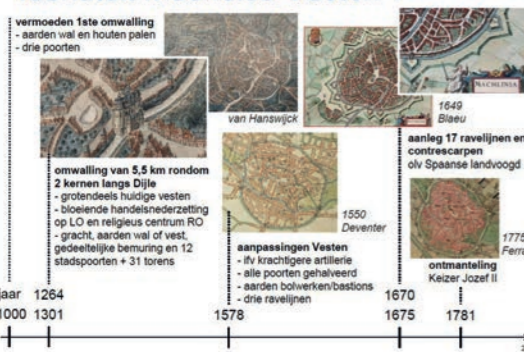 vermoeden 1ste omwalling
- aarden wal en houten palen
- drie poorten
van Hanswijck
NACHLINIA
1649
Blaeu
omwalling van 5,5 km rondom
2 kernen langs Dijle
- grotendeels huidige vesten
- bloeiende handelsnederzetting
op LO en religieus centrum RO
- gracht, aarden wal of vest,
gedeeltelijke bemuring en 12
stadspoorten + 31 torens
1550
Deventer
aanpassingen Vesten
- ifv krachtigere artillerie
- alle poorten gehalveerd
- aarden bolwerken/bastions
- drie ravelijnen
aanleg 17 ravelijnen en
contrescarpen
olv Spaanse landvoogd
1775
Ferra
ontmanteling
Keizer Jozef II
jaar 1264 1670
1000 1301 1578 1675 1781